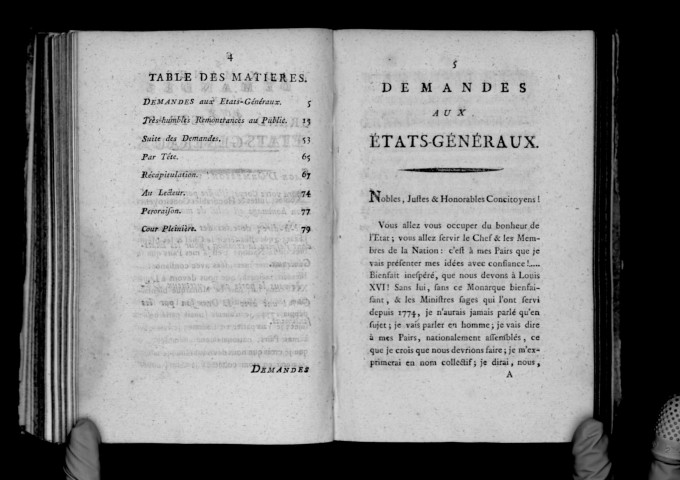 4
TABLE DES MATIERES.
DEMANDES aux Etats-Généraux. 5
Très-humbles Remontrances au Public. 15
Suite des Demandes. 53
Par Tête. 65
Récapitulation. 67
Au Lecteur. 74
Peroraison. 77
Cour Pleinière. 79
DEMANDES
5
DEMANDES
AUX
ÉTATS-GÉNÉRAUX.
Nobles, Justes & Honorables Concitoyens!
Vous allez vous occuper du bonheur de
l'Etat; vous allez servir le Chef & les Mem-
bres de la Nation: c'est à mes Pairs que je
vais présenter mes idées avec confiance!....
Bienfait inespéré, que nous devons à Louis
XVI! Sans lui, sans ce Monarque bienfai-
sant, & les Ministres sages qui l'ont servi
depuis 1774, je n'aurais jamais parlé qu'en
sujet; je vais parler en homme; je vais dire
à mes Pairs, nationalement assemblés, ce
que je crois que nous devrions faire; je m'ex-
primerai en nom collectif; je dirai, nous,
A